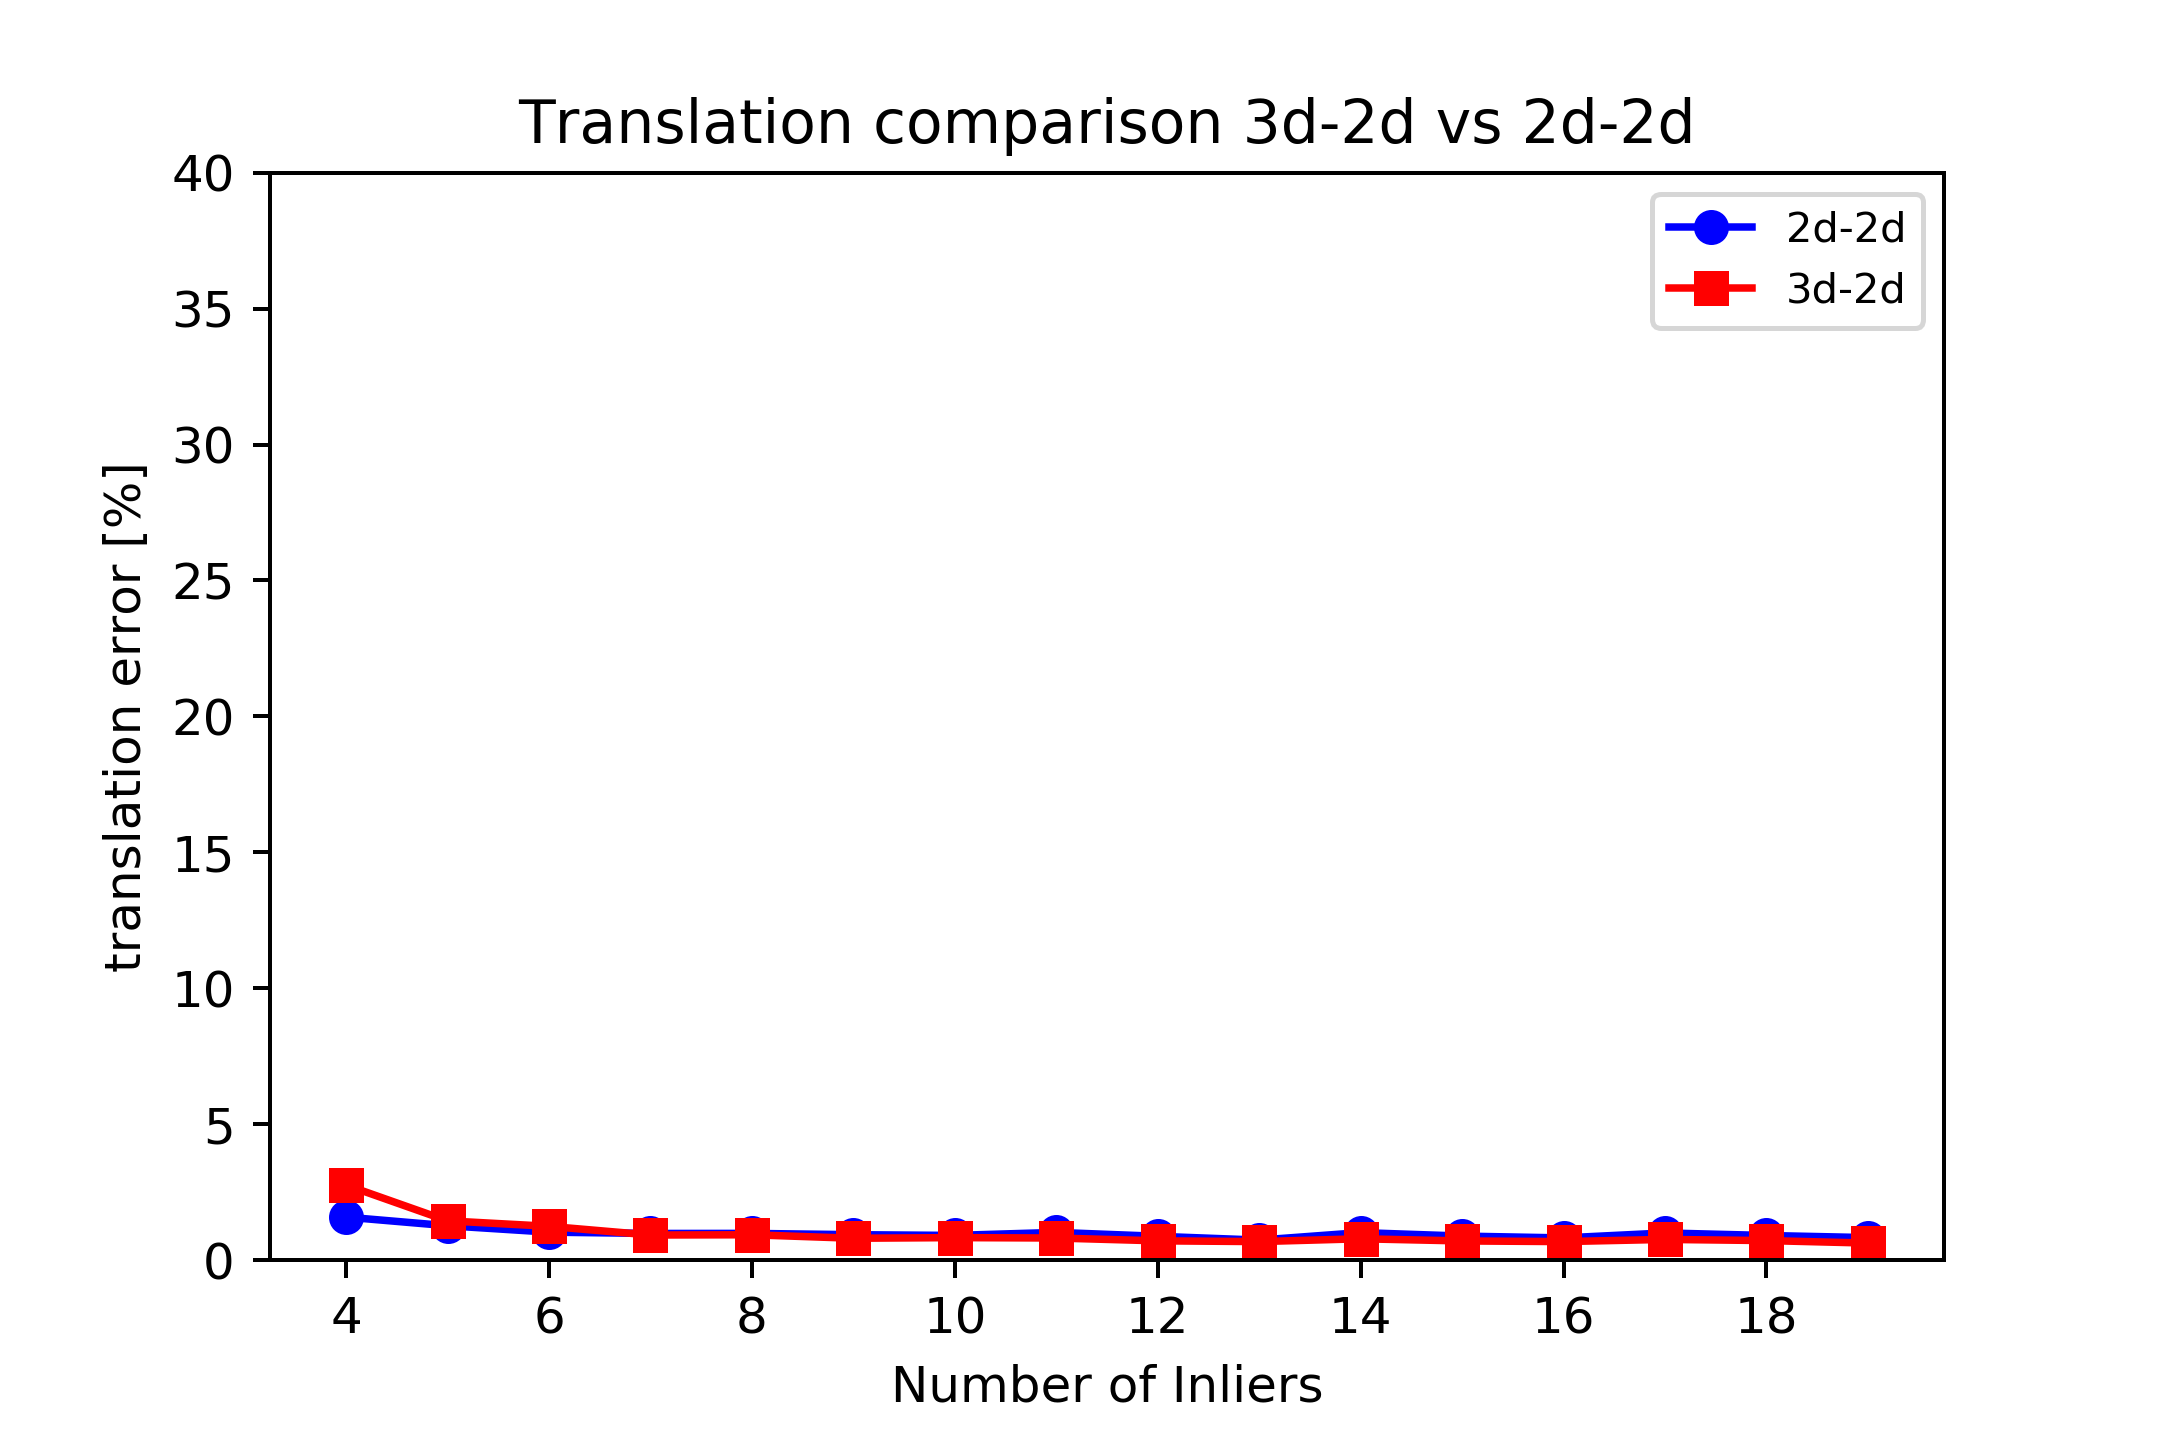 Translation comparison 3d-2d vs 2d-2d
40
35
30
25
20
15
10
5
0
translation error [%]
2d-2d
3d-2d
4 6 8 10 12 14 16 18
Number of Inliers